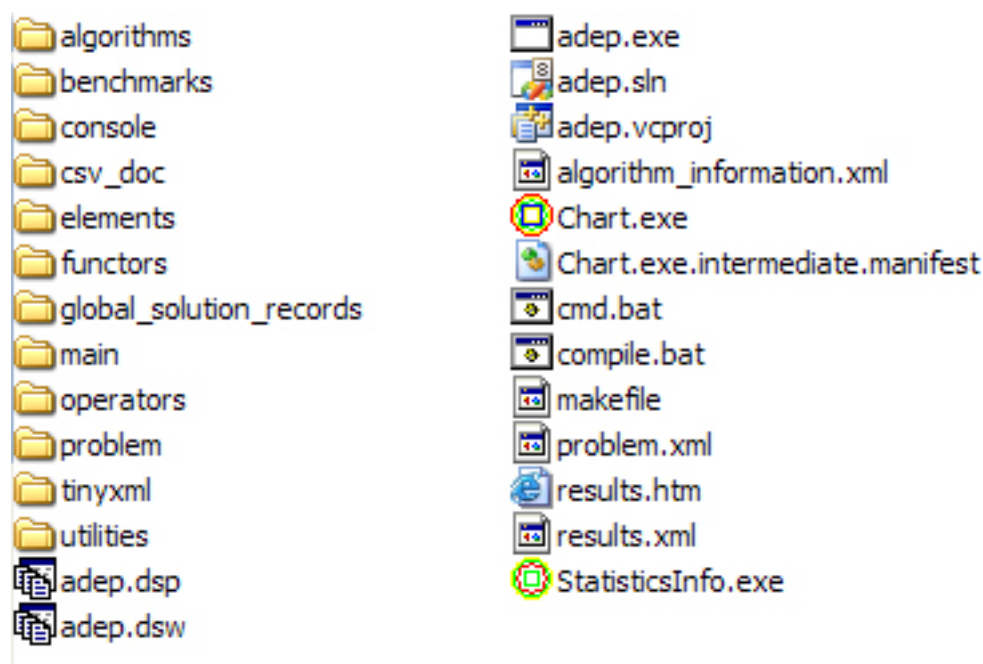 algorithms
benchmarks
console
csv_doc
elements
functors
global_solution_records
main
operators
problem
tinyxml
utilities
adep.dsp
adep.dsw
adep.exe
adep.sln
adep.vcproj
algorithm_information.xml
Chart.exe
Chart.exe.intermediate.manifest
cmd.bat
compile.bat
makefile
problem.xml
results.htm
results.xml
StatisticsInfo.exe